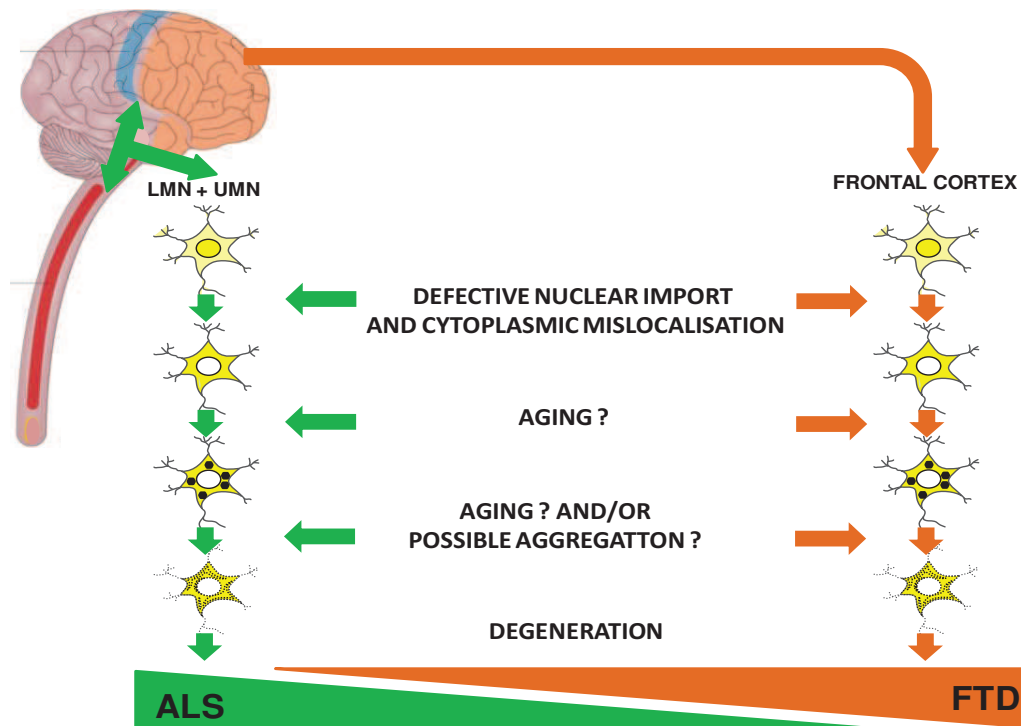 LMN + UMN
FRONTAL CORTEX
DEFECTIVE NUCLEAR IMPORT
AND CYTOPLASMIC MISLOCALISATION
AGING ?
AGING ? AND/OR
POSSIBLE AGGREGATTON ?
DEGENERATION
ALS
FTD